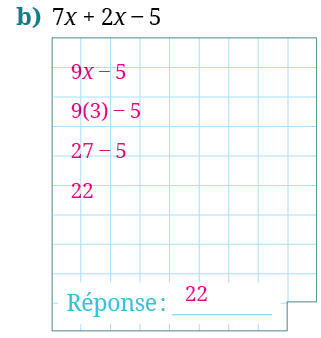 b) 7x + 2x – 5
9x – 5
9(3) – 5
27 – 5
22
Réponse : 22